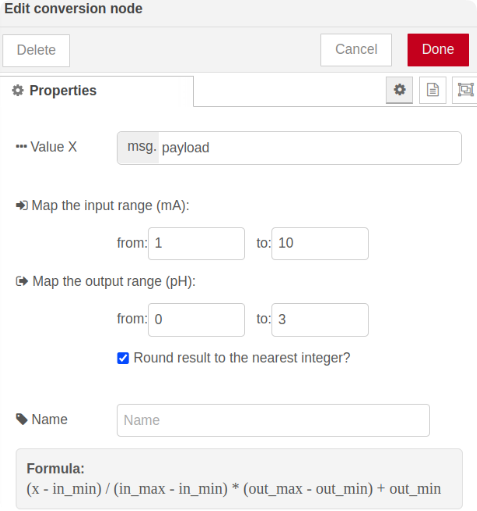 Edit conversion node
Delete Cancel Done
Properties
Value X msg. payload
Map the input range (mA):
from: 1 to: 10
Map the output range (pH):
from: 0 to: 3
Round result to the nearest integer?
Name Name
Formula:
(x - in_min) / (in_max - in_min) * (out_max - out_min) + out_min